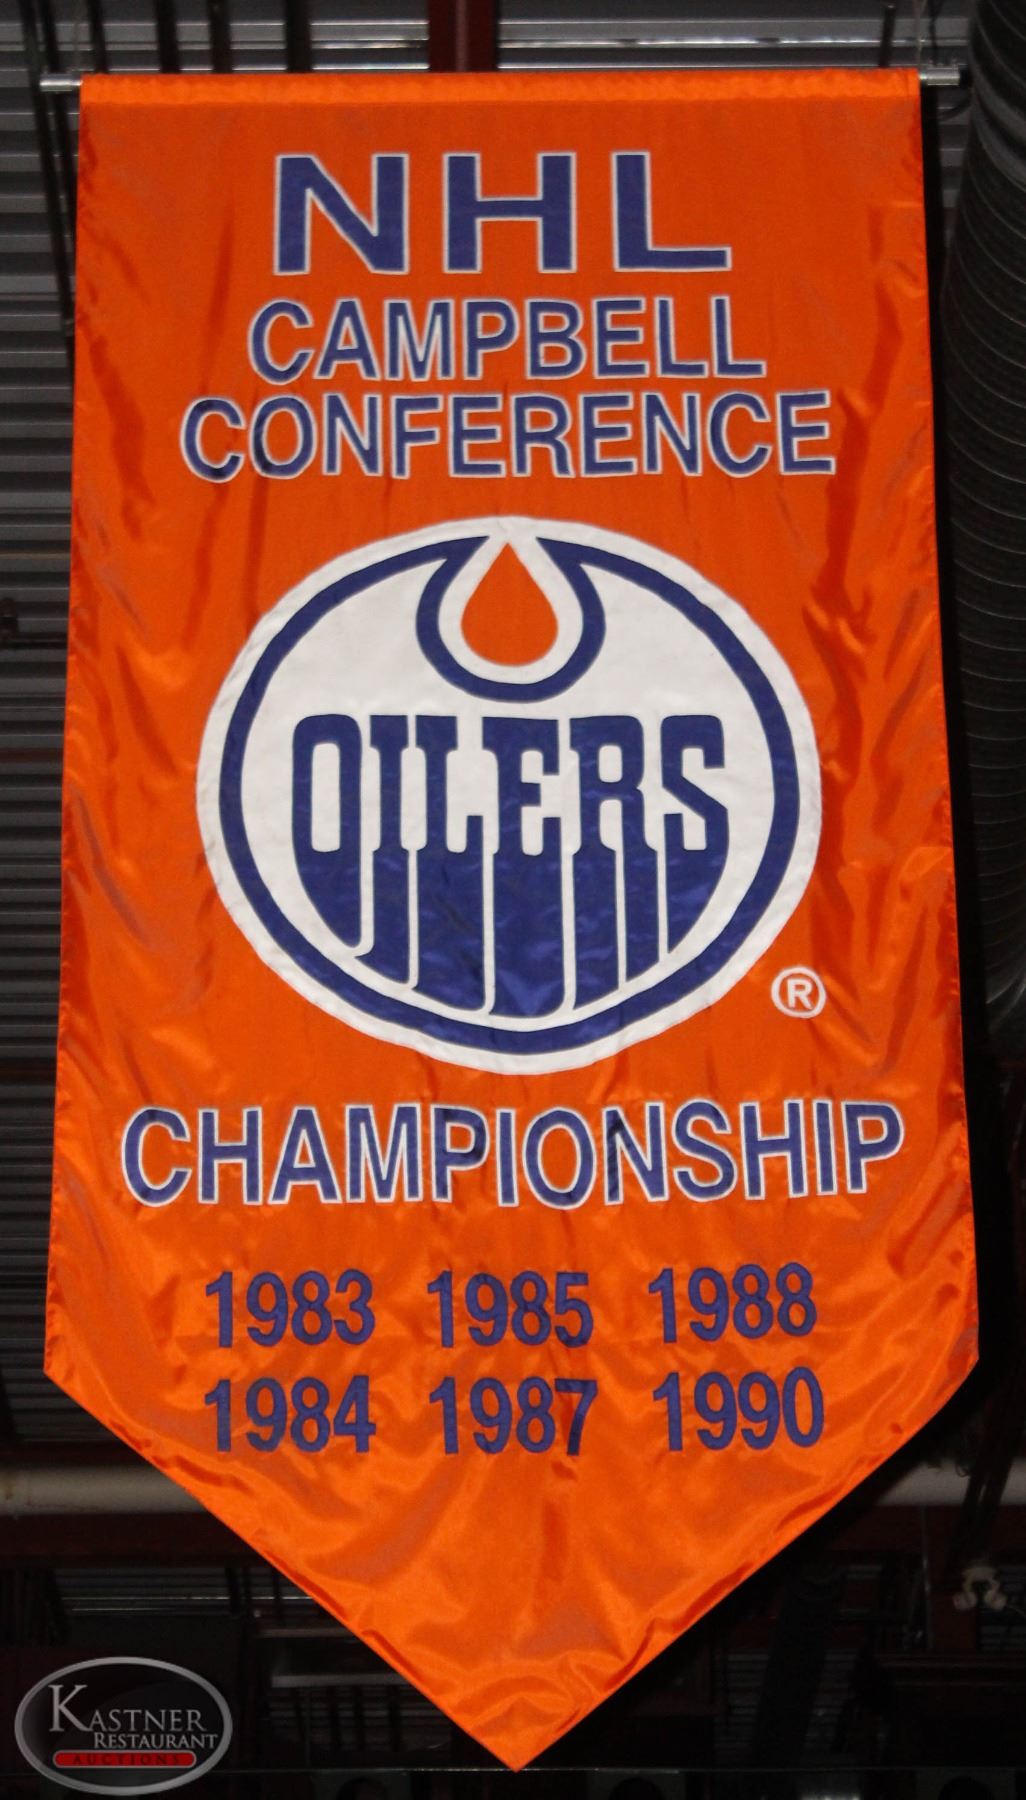 NHL
CAMPBELL
CONFERENCE
OILERS
®
CHAMPIONSHIP
1983 1985 1988
1984 1987 1990
KASTNER
RESTAURANT
AUCTIONS